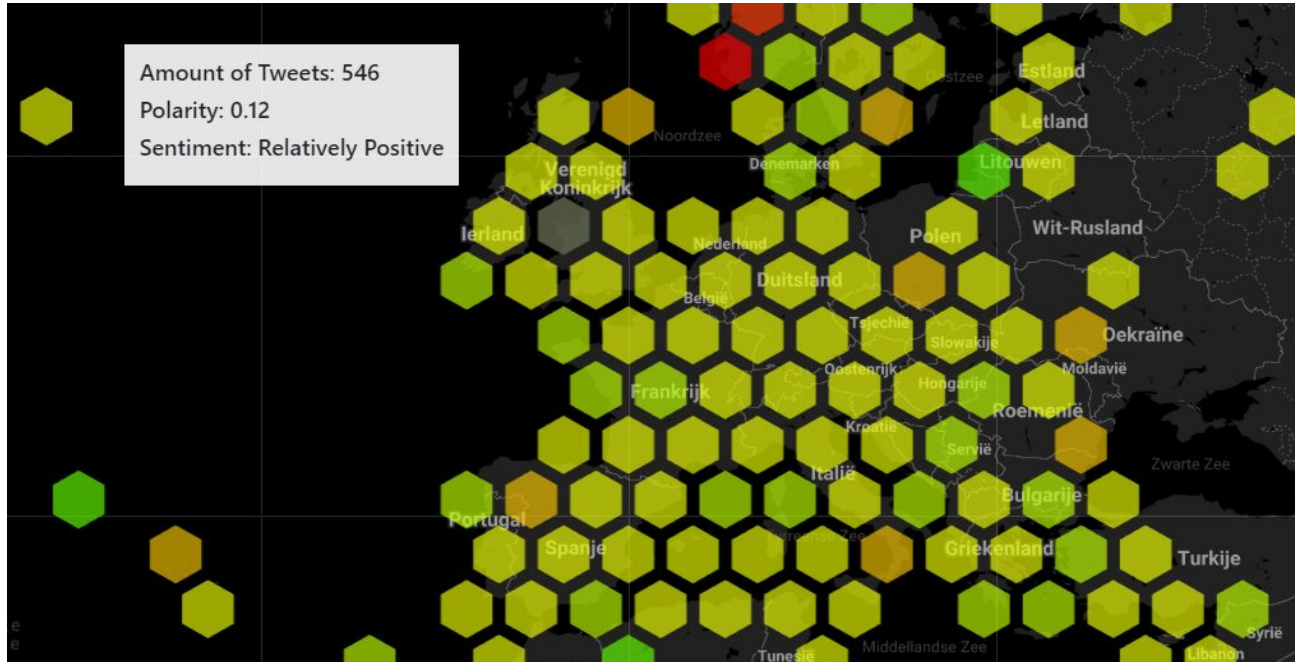 Amount of Tweets: 546
Polarity: 0.12
Sentiment: Relatively Positive
Oostzee
Estland
Noordzee
Letland
Denemarken
Litouwen
Verenigd
Koninkrijk
Ierland
Nederland
Polen
Wit-Rusland
Duitsland
België
Tsjechië
Slowakije
Oekraïne
Oostenrijk
Moldavië
Frankrijk
Hongarije
Roemenië
Kroatië
Servië
Italië
Zwarte Zee
Bulgarije
Portugal
Spanje
Tyrreense Zee
Griekenland
Turkije
e
e
Syrië
Middellandse Zee
Tunesië
Libanon